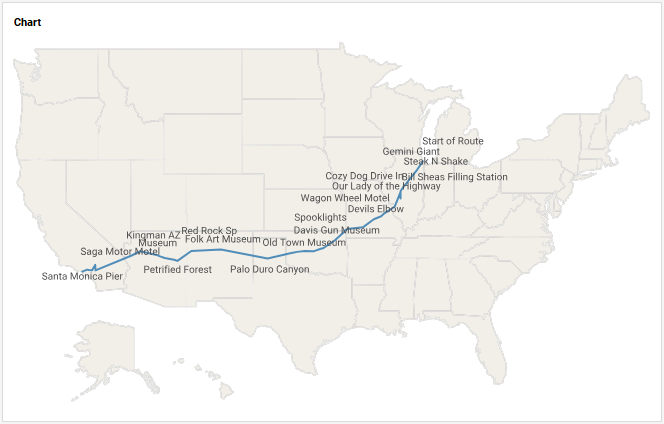 Chart
Start of Route
Gemini Giant
Steak N Shake
Cozy Dog Drive In
Bill Sheas Filling Station
Our Lady of the Highway
Wagon Wheel Motel
Devils Elbow
Spooklights
Davis Gun Museum
Red Rock Sp
Kingman AZ
Museum
Folk Art Museum
Old Town Museum
Saga Motor Motel
Petrified Forest
Palo Duro Canyon
Santa Monica Pier